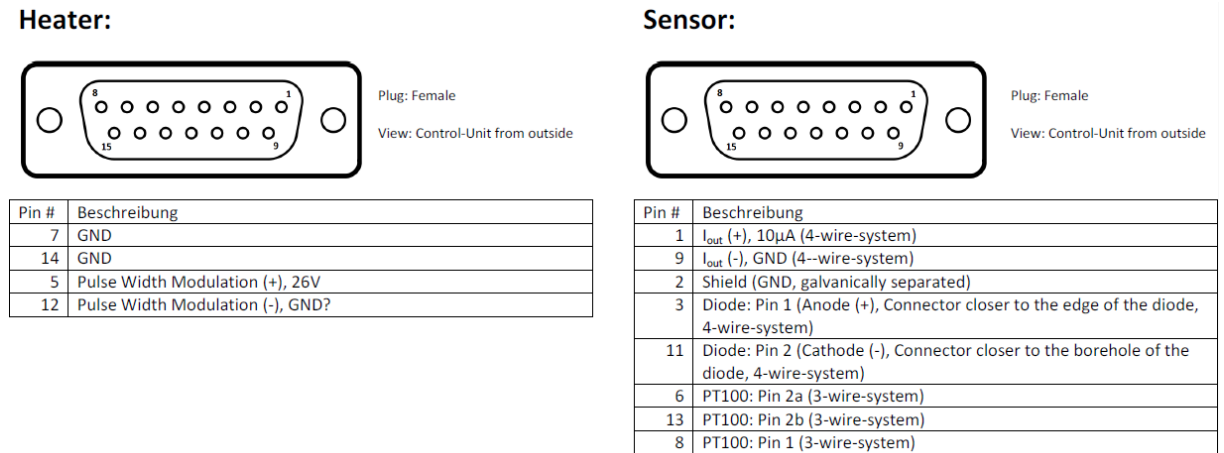 Heater:
8 1
15 9
Plug: Female
View: Control-Unit from outside
Pin # Beschreibung
7 GND
14 GND
5 Pulse Width Modulation (+), 26V
12 Pulse Width Modulation (-), GND?
Sensor:
8 1
15 9
Plug: Female
View: Control-Unit from outside
Pin # Beschreibung
1 Iout (+), 10µA (4-wire-system)
9 Iout (-), GND (4--wire-system)
2 Shield (GND, galvanically separated)
3 Diode: Pin 1 (Anode (+), Connector closer to the edge of the diode,
4-wire-system)
11 Diode: Pin 2 (Cathode (-), Connector closer to the borehole of the
diode, 4-wire-system)
6 PT100: Pin 2a (3-wire-system)
13 PT100: Pin 2b (3-wire-system)
8 PT100: Pin 1 (3-wire-system)